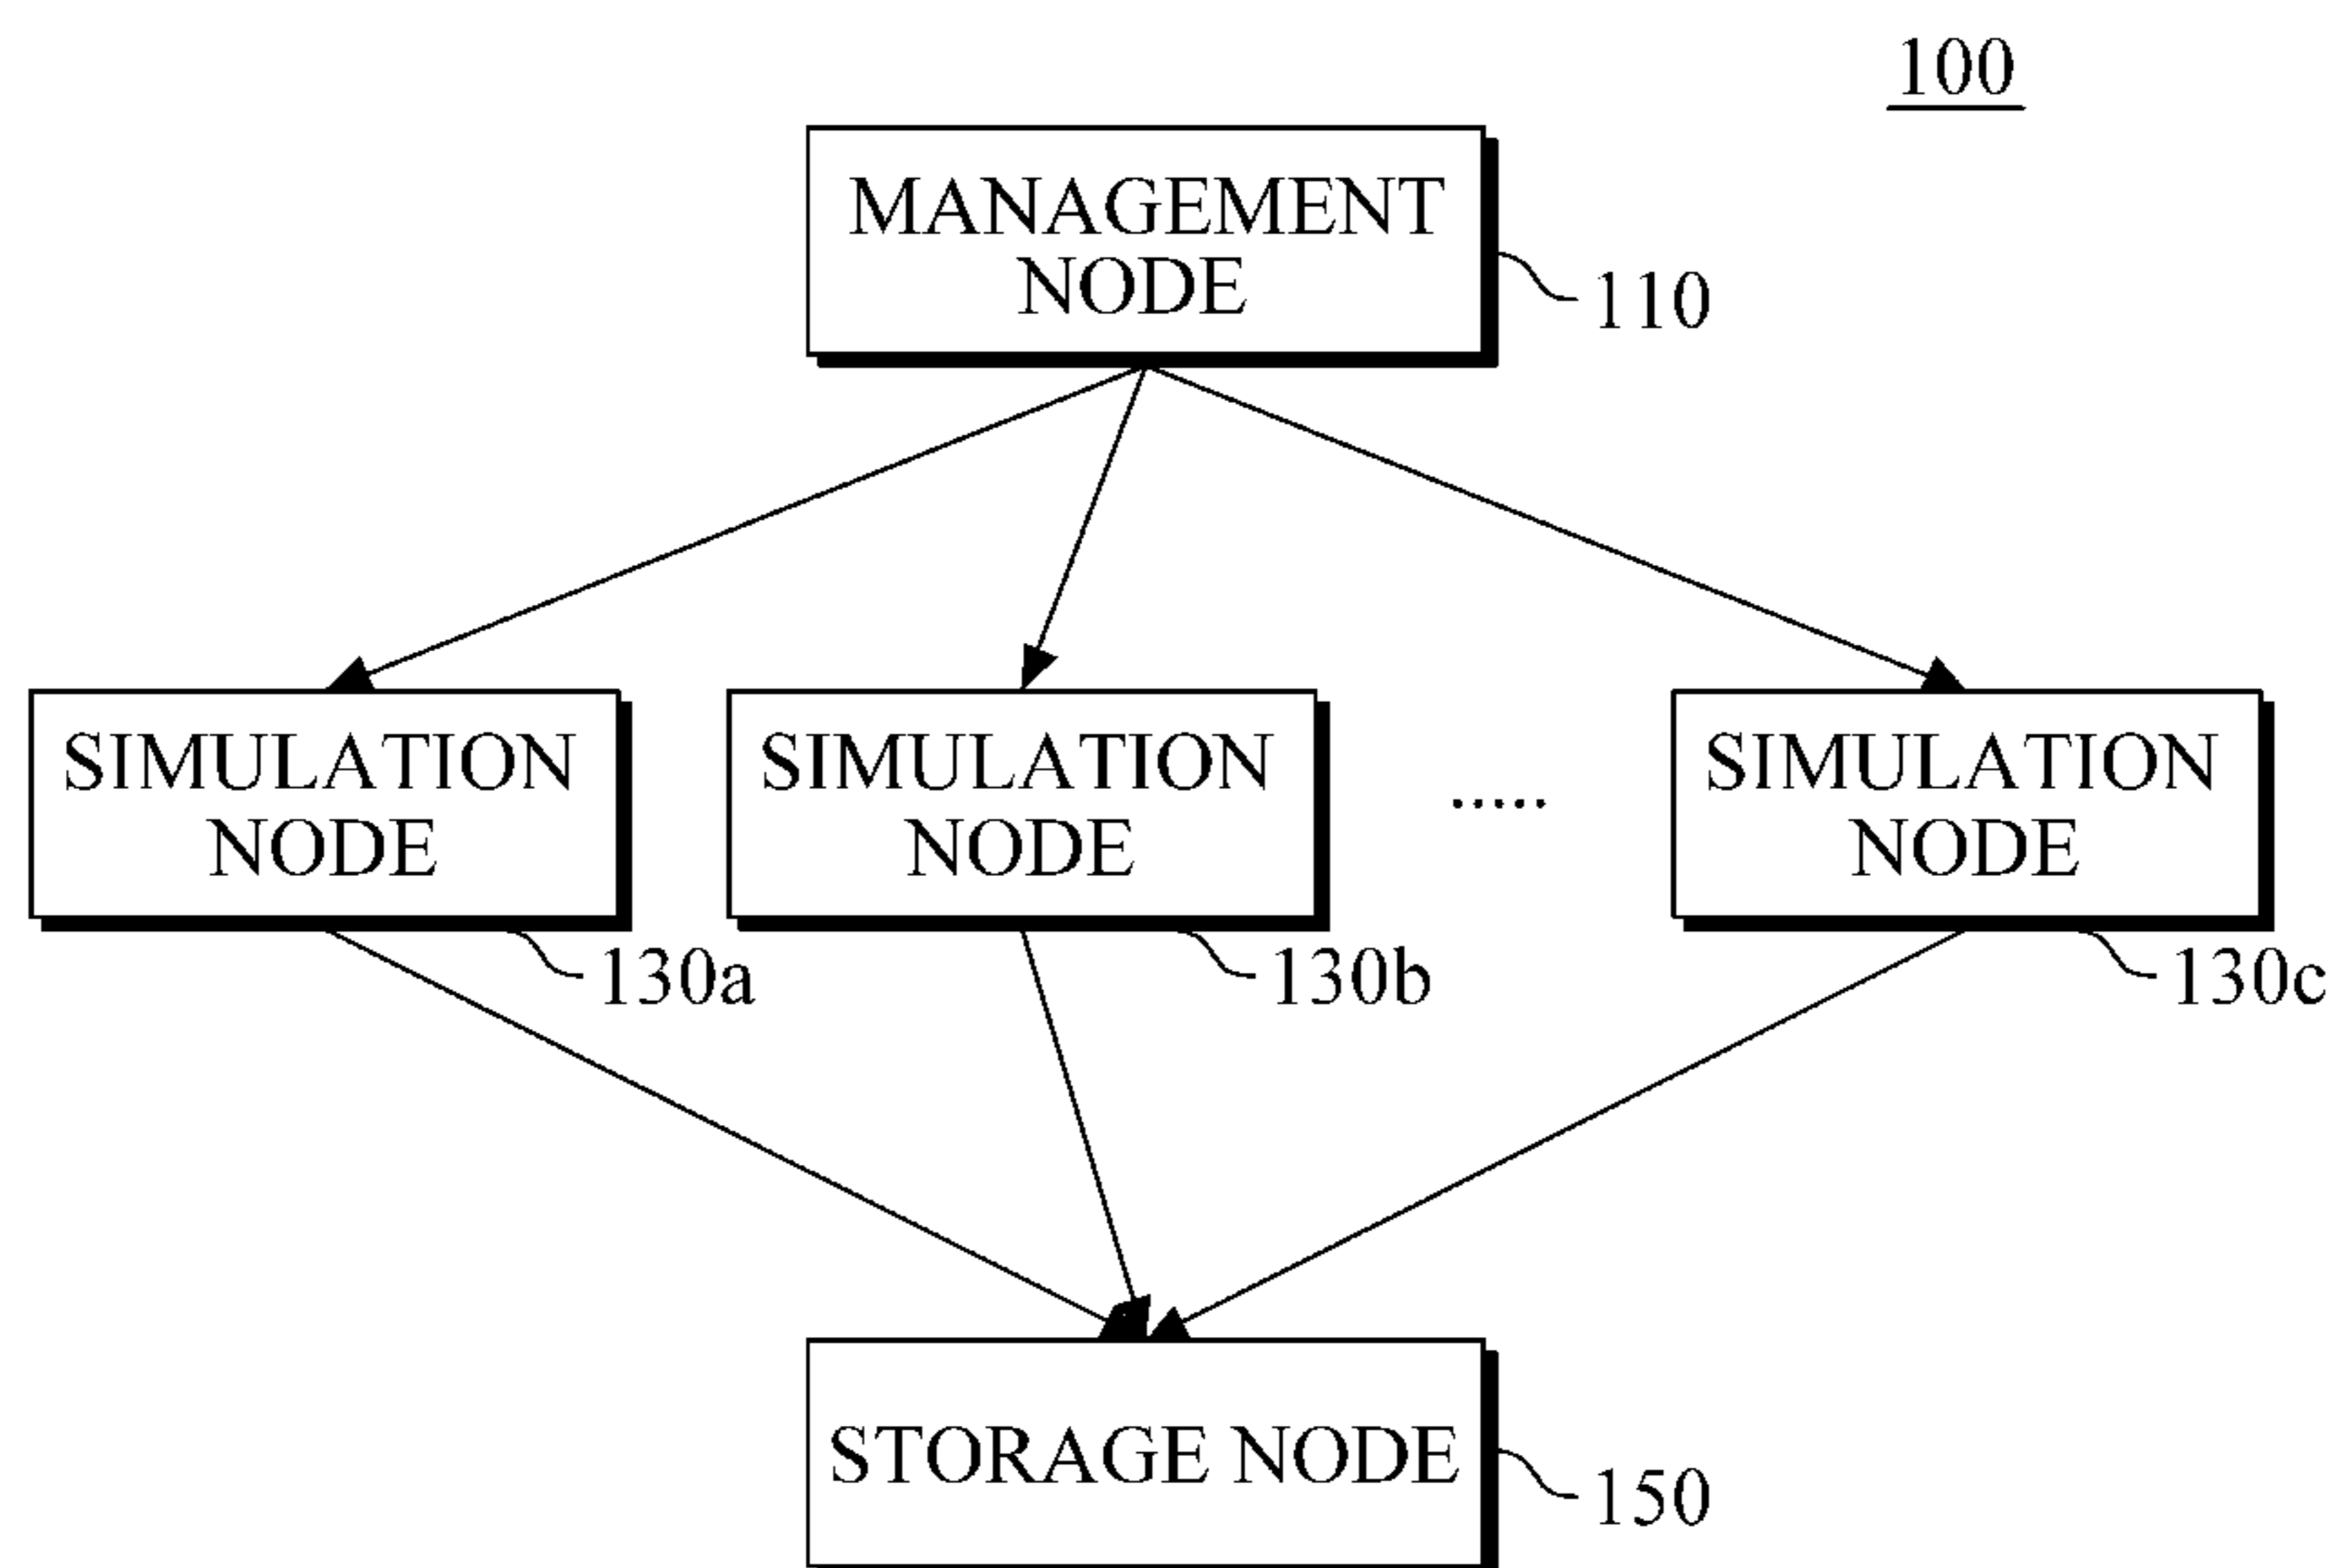 100
MANAGEMENT
NODE
110
SIMULATION
NODE
SIMULATION
NODE
.....
SIMULATION
NODE
130a
130b
130c
STORAGE NODE
150